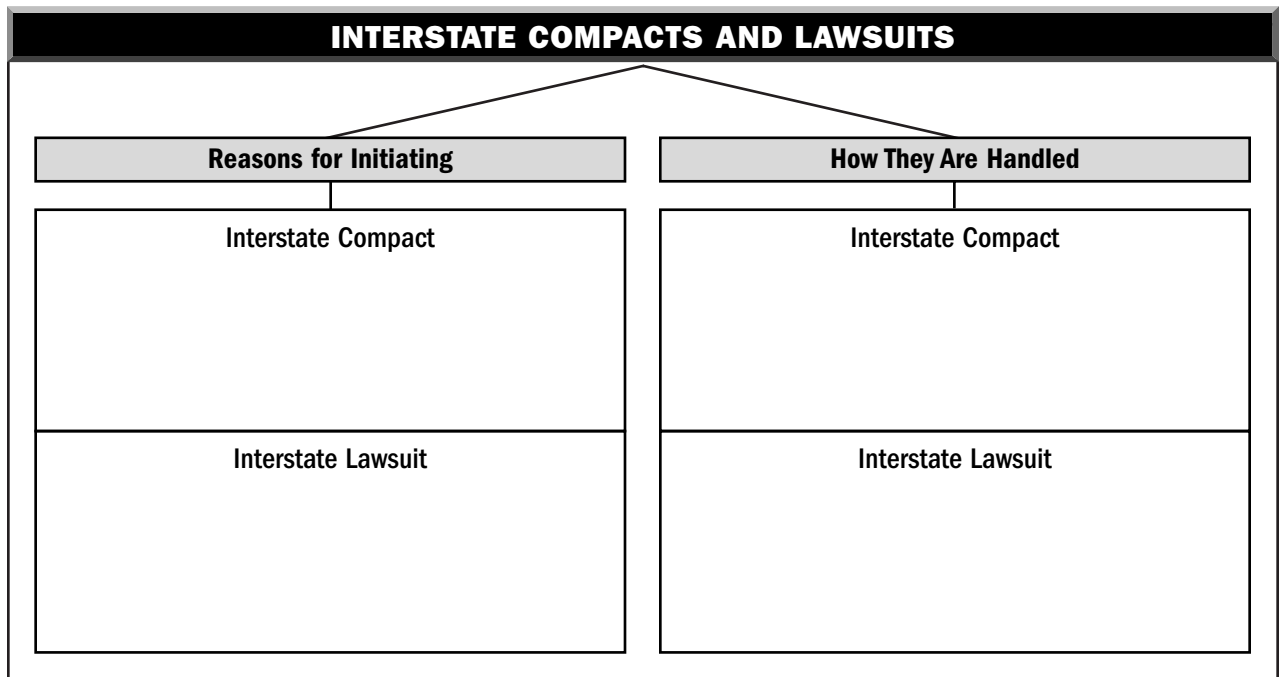 INTERSTATE COMPACTS AND LAWSUITS
Reasons for Initiating
How They Are Handled
Interstate Compact
Interstate Compact
Interstate Lawsuit
Interstate Lawsuit